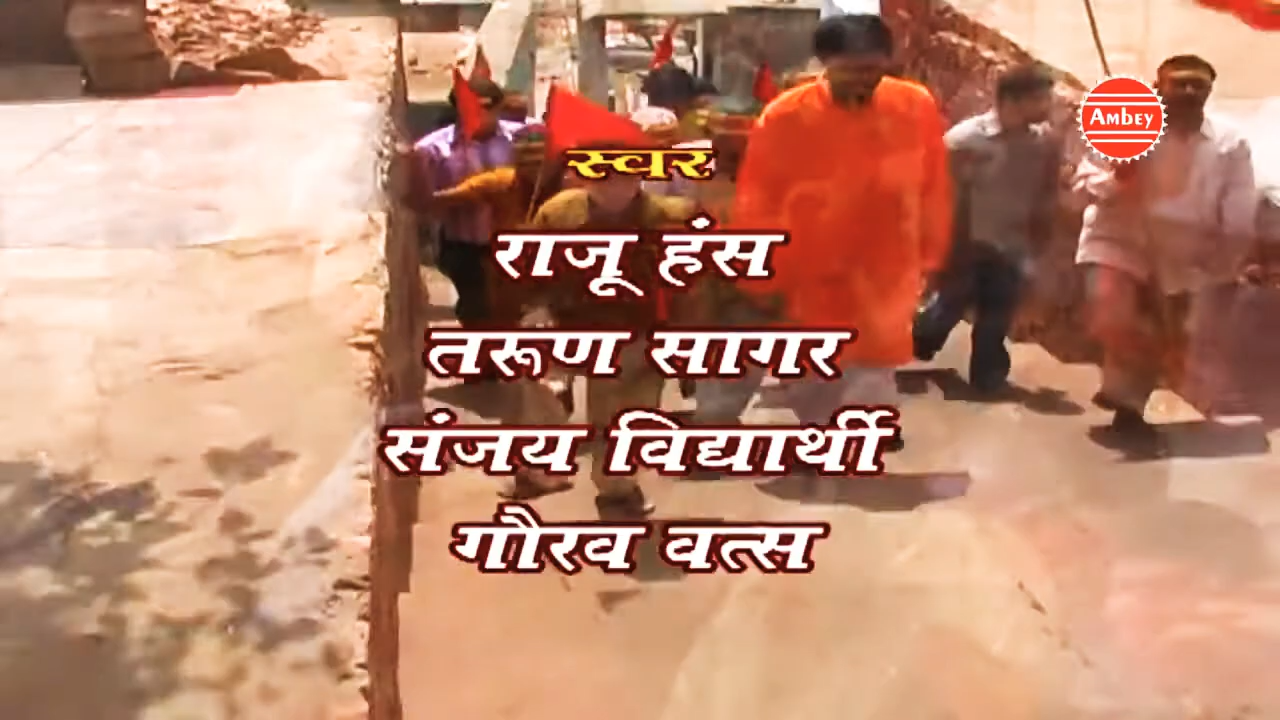 स्वर
AMBEY
राजू हंस
तरूण सागर
संजय विद्यार्थी
गौरव वत्स